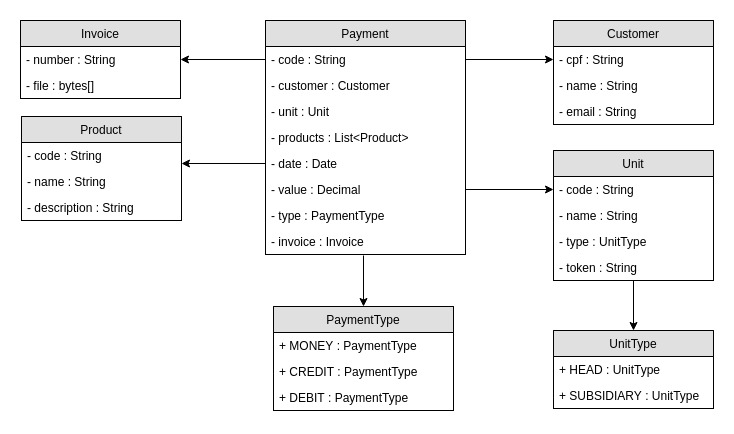 Invoice
- number : String
- file : bytes[]
Product
- code : String
- name : String
- description : String
Payment
- code : String
- customer : Customer
- unit : Unit
- products : List<Product>
- date : Date
- value : Decimal
- type : PaymentType
- invoice : Invoice
Customer
- cpf : String
- name : String
- email : String
Unit
- code : String
- name : String
- type : UnitType
- token : String
PaymentType
+ MONEY : PaymentType
+ CREDIT : PaymentType
+ DEBIT : PaymentType
UnitType
+ HEAD : UnitType
+ SUBSIDIARY : UnitType